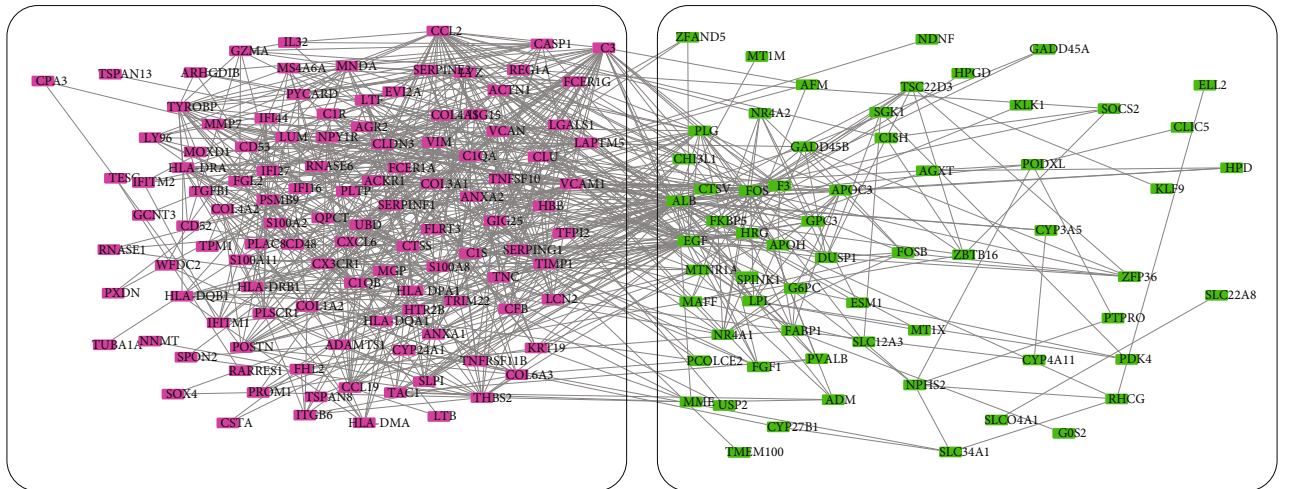 CCL2
IL32
GZMA
CASP1
C3
CPA3
TSPAN13
ARHGDIB
MS4A6A
MNDA
REG1A
FCER1G
PYCARD
EVI2A
ACTN1
LTF
TYROBP
MMP7
IFI44
C1R
LY96
LUM
NPY1R
AGR2
VCAN
LGALS1
LAPTM5
MOXD1
CD53
CLDN3
VIM
C1QA
CLU
HLA-DRA
IFI27
RNASE6
FCER1A
IFITM2
TGFBI
FGL2
IFI16
PLTP
ACKR1
COL3A1
TNFSF10
VCAM1
PSMB9
ANXA2
GCNT3
COL4A2
S100A2
QPCT
SERPINF1
HBB
CD52
UBD
FLRT3
GIG25
TFPI2
RNASE1
TPM1
PLAC8
CD48
CXCL6
CTSS
C1S
SERPING1
WFDC2
S100A11
CX3CR1
MGP
S100A8
TIMP1
PXDN
HLA-DQB1
HLA-DRB1
C1QB
HLA-DPA1
TNC
IFITM1
PLSCR1
COL1A2
HTR2B
TRIM22
CFB
LCN2
TUBA1A
NNMT
HLA-DQA1
ANXA1
SPON2
POSTN
ADAMTS1
CYP24A1
KRT19
RARRES1
TNFRSF11B
COL6A3
SOX4
PROM1
TSPAN8
CCL19
SLPI
TAC1
THBS2
CSTA
ITGB6
HLA-DMA
LTB
ZFAND5
NDNF
GADD45A
MT1M
HPGD
AFM
TSC22D3
ELL2
KLK1
SOCS2
NR4A2
SGK1
CLIC5
PLG
CISH
GADD45B
CHI3L1
AGXT
PODXL
HPD
CTSV
FOS
F3
APOC3
KLF9
ALB
FKBP5
GPC3
HRG
CYP3A5
EGF
APOH
DUSP1
FOSB
ZBTB16
MTNR1A
SPINK1
ZFP36
G6PC
SLC22A8
MAFF
LPL
ESM1
PTPRO
NR4A1
FABP1
MT1X
SLC12A3
PCOLCE2
FGF1
PVALB
CYP4A11
PDK4
NPHS2
MME
USP2
ADM
RHCG
CYP27B1
SLCO4A1
G0S2
TMEM100
SLC34A1